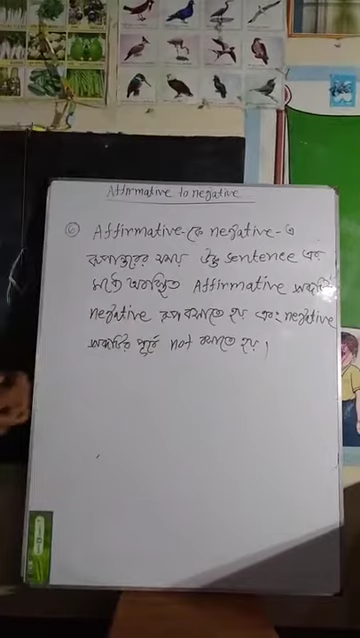 Affirmative to negative
৬ Affirmative-কে negative-এ
রূপান্তরের সময় উক্ত sentence এর
মধ্যে অবস্থিত Affirmative শব্দটির
negative রূপ বসাতে হয় এবং negative
শব্দটির পূর্বে not বসাতে হয়।